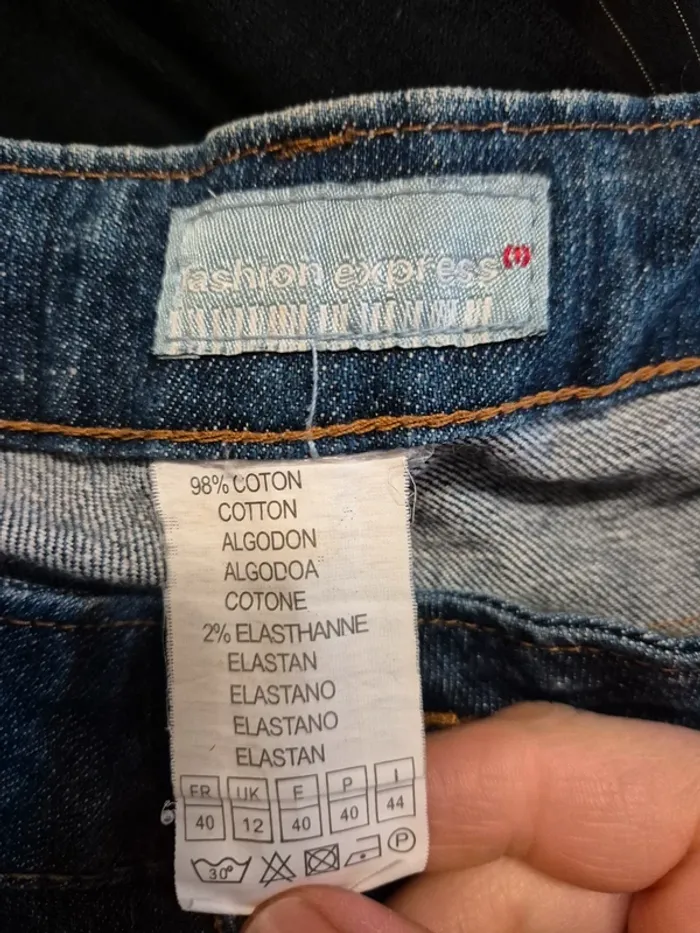 fashion express
98% COTON
COTTON
ALGODON
ALGODOA
COTONE
2% ELASTHANNE
ELASTAN
ELASTANO
ELASTANO
ELASTAN
FR UK E P I
40 12 40 40 44
30° P